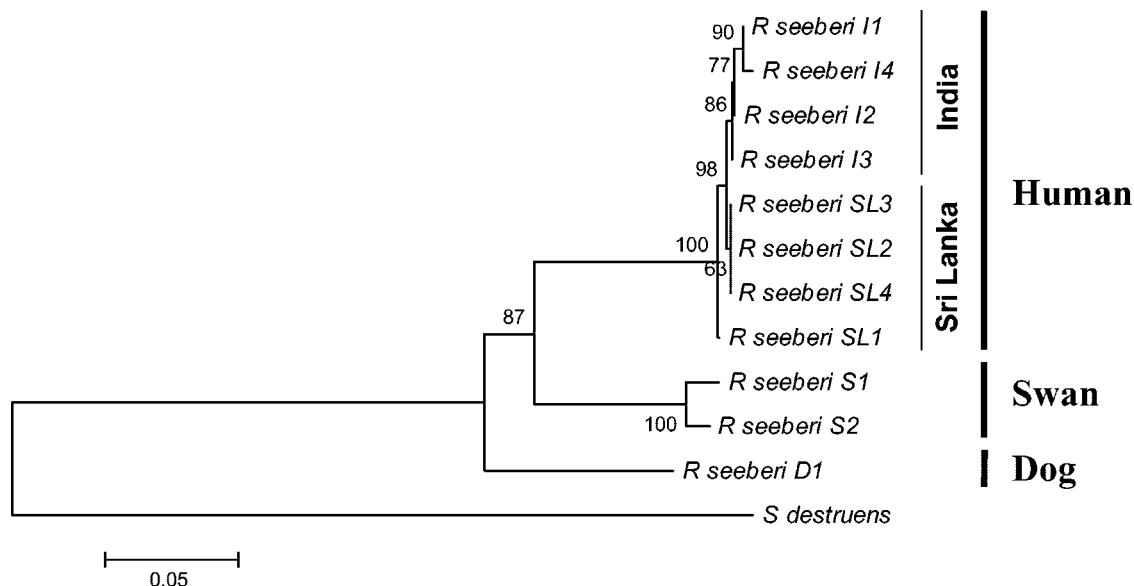 90
R seeberi I1
77
R seeberi I4
86
R seeberi I2
R seeberi I3
98
R seeberi SL3
100
R seeberi SL2
63
R seeberi SL4
R seeberi SL1
87
R seeberi S1
100
R seeberi S2
R seeberi D1
S destruens
India
Sri Lanka
Human
Swan
Dog
0.05